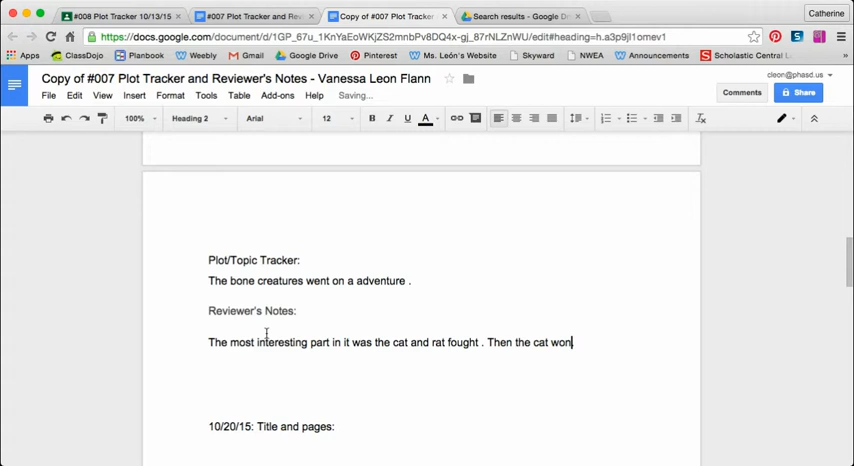 #008 Plot Tracker 10/13/15 ×
#007 Plot Tracker and Revi ×
Copy of #007 Plot Tracker ×
Search results - Google Dr ×
Catherine
https://docs.google.com/document/d/1GP_67u_1KnYaEoWKjZS2mnbPv8DQ4x-gj_87rNLZnWU/edit#heading=h.a3p9jl1omev1
Apps ClassDojo Planbook Weebly Gmail Google Drive Pinterest Ms. León's Website Skyward NWEA Announcements Scholastic Central Lo »
Copy of #007 Plot Tracker and Reviewer's Notes - Vanessa Leon Flann
cleon@phasd.us
File Edit View Insert Format Tools Table Add-ons Help Saving...
Comments Share
100% Heading 2 Arial 12 B I U A
Plot/Topic Tracker:
The bone creatures went on a adventure .
Reviewer's Notes:
The most interesting part in it was the cat and rat fought . Then the cat won.
10/20/15: Title and pages: